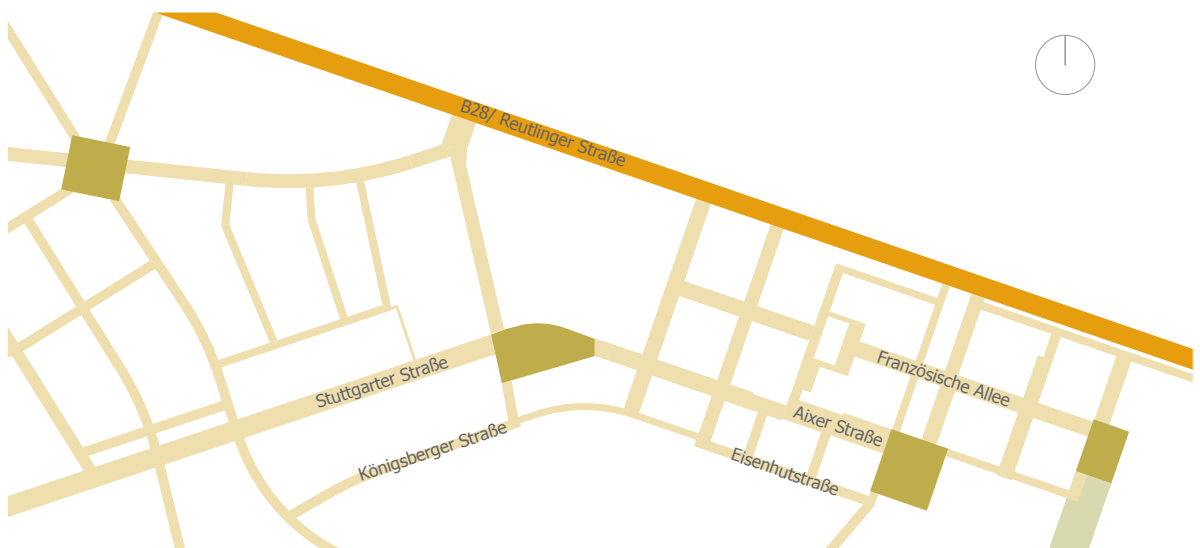 B28/ Reutlinger Straße
Französische Allee
Stuttgarter Straße
Aixer Straße
Königsberger Straße
Eisenhutstraße